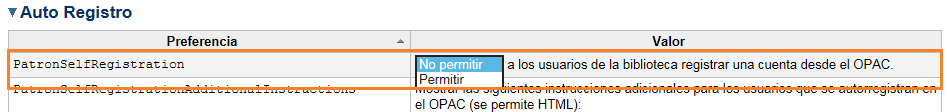 Auto Registro
Preferencia Valor
PatronSelfRegistration No permitir a los usuarios de la biblioteca registrar una cuenta desde el OPAC.
Permitir
PatronSelfRegistrationAdditionalInstructions Mostrar las siguientes instrucciones adicionales para los usuarios que se autorregistran en
el OPAC (se permite HTML):